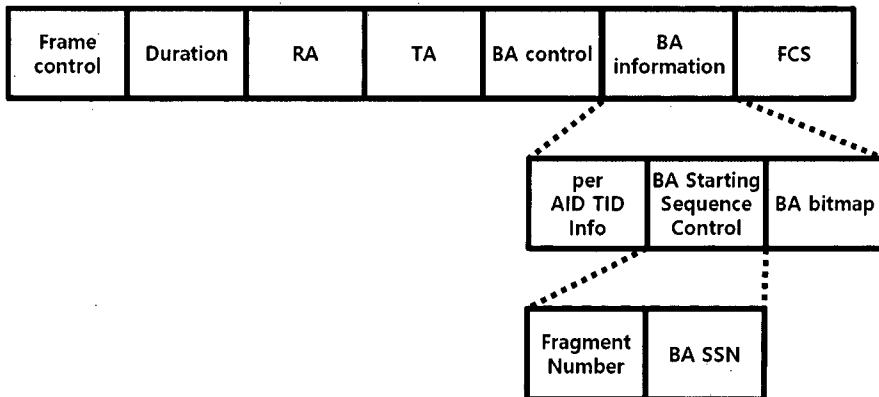 Frame
control
Duration
RA
TA
BA control
BA
information
FCS
per
AID TID
Info
BA Starting
Sequence
Control
BA bitmap
Fragment
Number
BA SSN